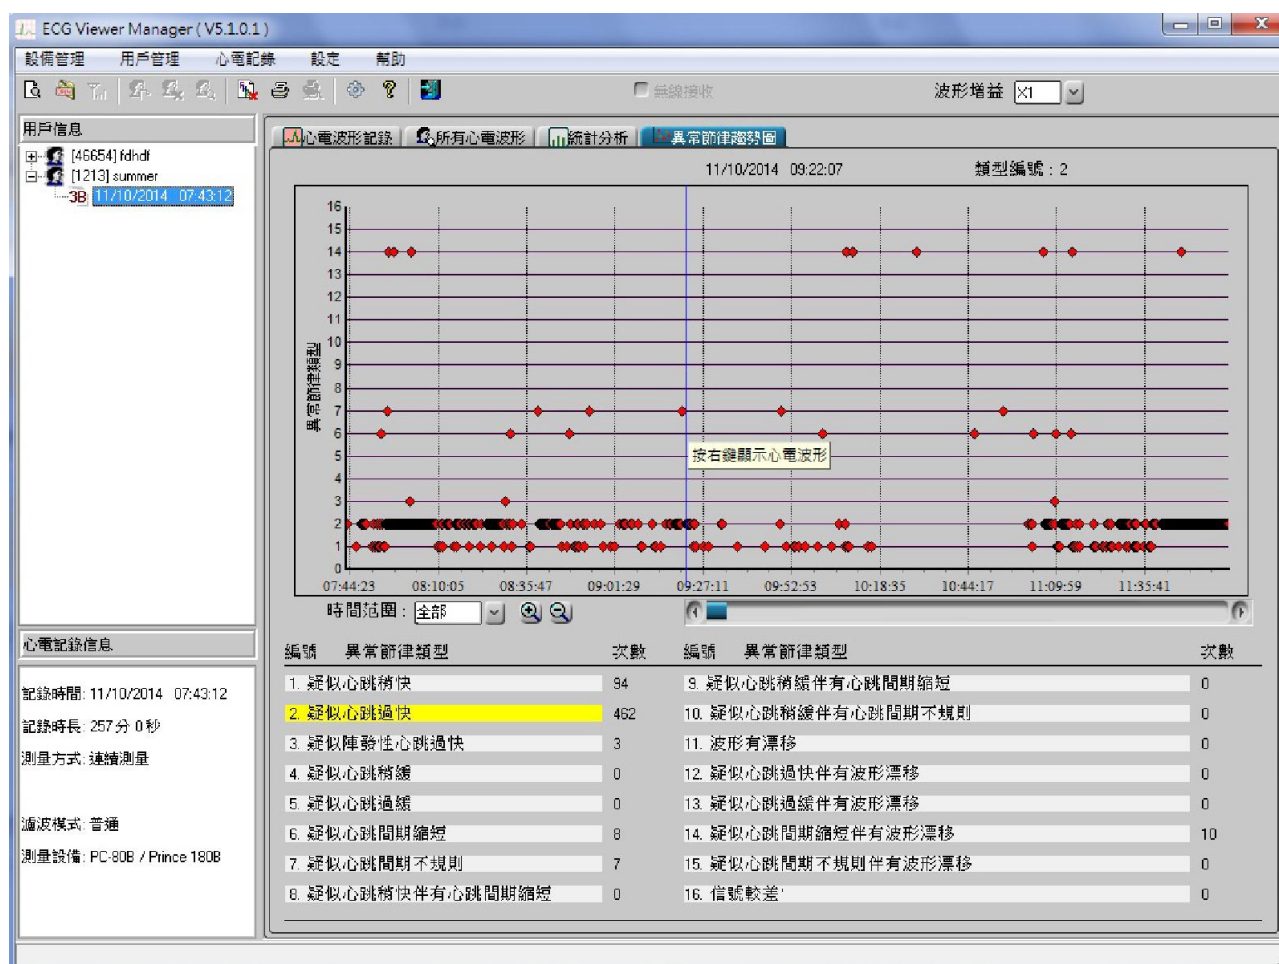 ECG Viewer Manager ( V5.1.0.1 )
設備管理 用戶管理 心電記錄 設定 幫助
無線接收 波形增益 X1
用戶信息
[46654] fdhdf
[1213] summer
3B 11/10/2014 07:43:12
心電波形記錄 所有心電波形 統計分析 異常節律趨勢圖
11/10/2014 09:22:07 類型編號：2
異常節律類型
16
15
14
13
12
11
10
9
8
7
6
5
4
3
2
1
0
按右鍵顯示心電波形
07:44:23 08:10:05 08:35:47 09:01:29 09:27:11 09:52:53 10:18:35 10:44:17 11:09:59 11:35:41
時間范圍：全部
編號 異常節律類型 次數 編號 異常節律類型 次數
1. 疑似心跳稍快 94 9. 疑似心跳稍緩伴有心跳間期縮短 0
2. 疑似心跳過快 462 10. 疑似心跳稍緩伴有心跳間期不規則 0
3. 疑似陣發性心跳過快 3 11. 波形有漂移 0
4. 疑似心跳稍緩 0 12. 疑似心跳過快伴有波形漂移 0
5. 疑似心跳過緩 0 13. 疑似心跳過緩伴有波形漂移 0
6. 疑似心跳間期縮短 8 14. 疑似心跳間期縮短伴有波形漂移 10
7. 疑似心跳間期不規則 7 15. 疑似心跳間期不規則伴有波形漂移 0
8. 疑似心跳稍快伴有心跳間期縮短 0 16. 信號較差' 0
心電記錄信息
記錄時間: 11/10/2014 07:43:12
記錄時長: 257 分 0 秒
測量方式: 連續測量
濾波模式: 普通
測量設備: PC-80B / Prince 180B